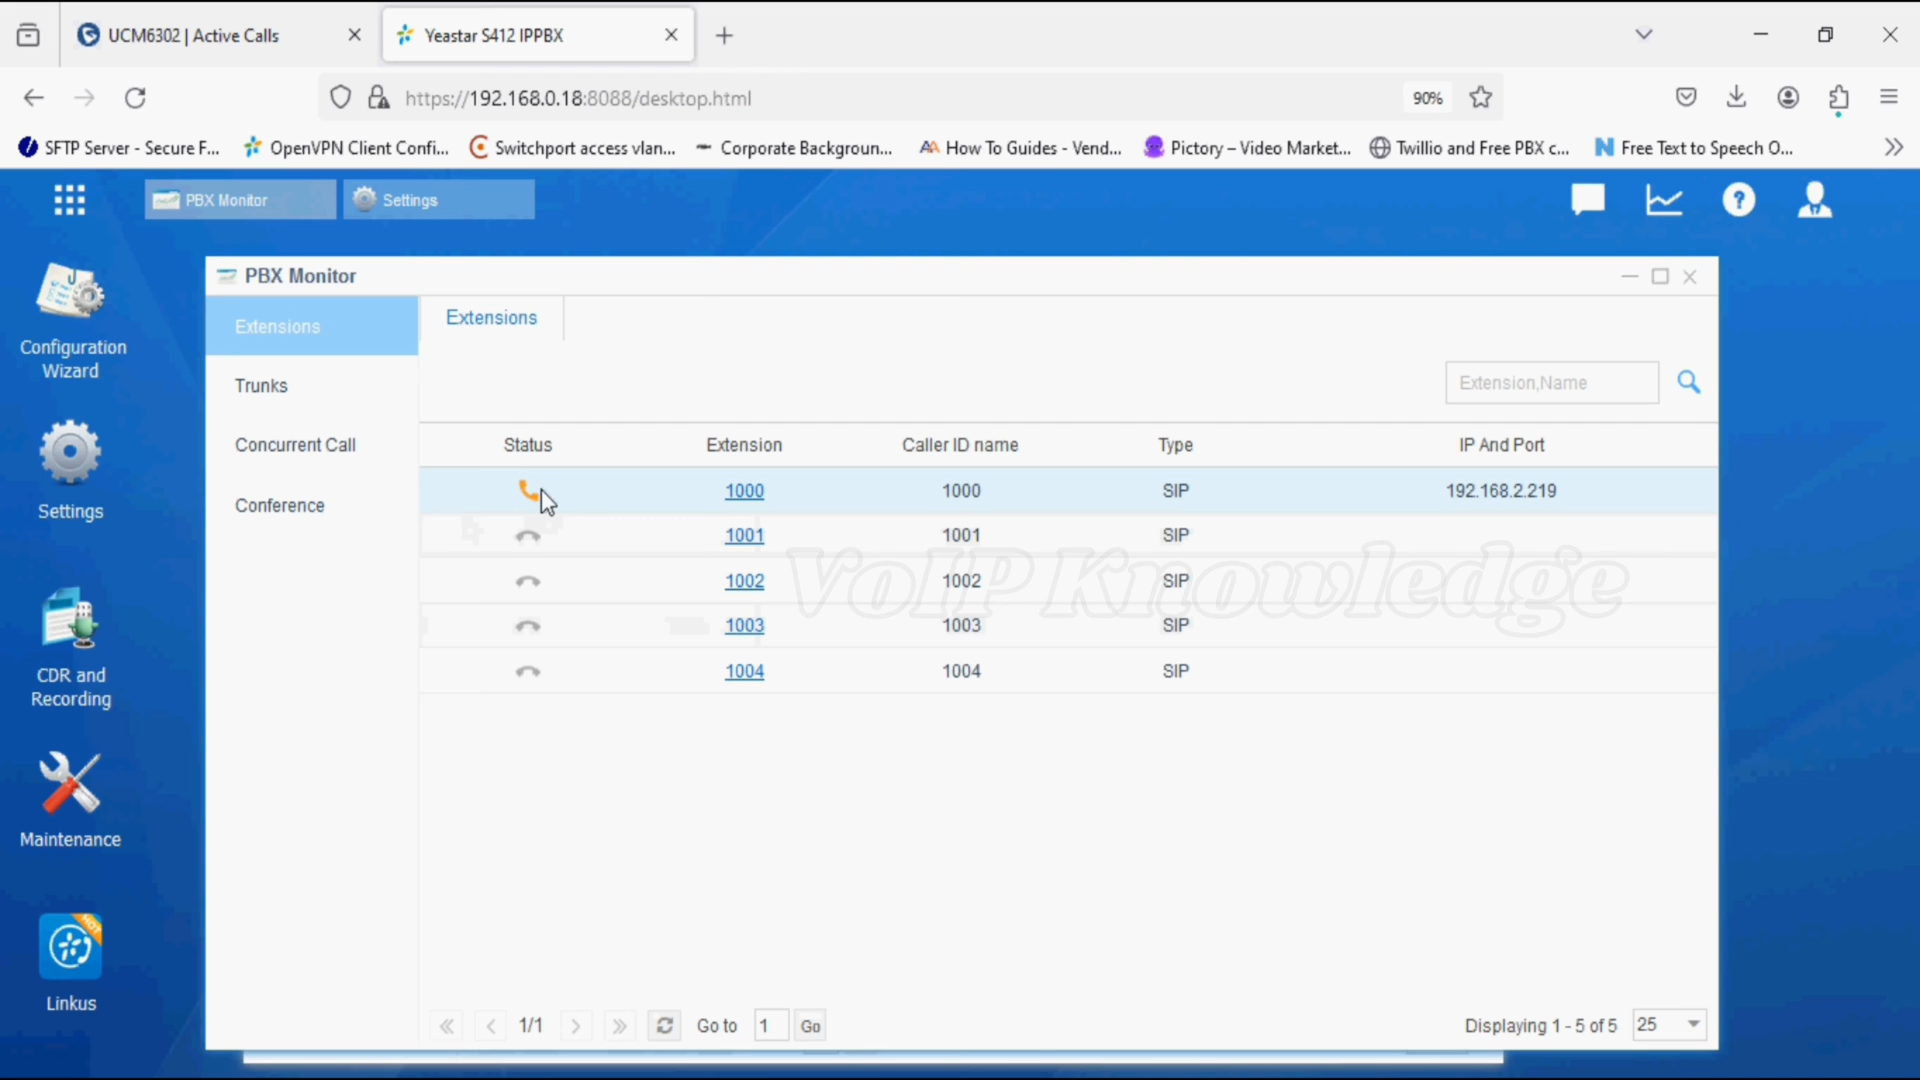 UCM6302 | Active Calls
Yeastar S412 IPPBX
https://192.168.0.18:8088/desktop.html
90%
SFTP Server - Secure F...
OpenVPN Client Confi...
Switchport access vlan...
Corporate Backgroun...
How To Guides - Vend...
Pictory – Video Market...
Twillio and Free PBX c...
Free Text to Speech O...
PBX Monitor
Settings
Configuration
Wizard
Settings
CDR and
Recording
Maintenance
HOT
Linkus
PBX Monitor
Extensions
Trunks
Concurrent Call
Conference
Extensions
Extension,Name
Status Extension Caller ID name Type IP And Port
1000 1000 SIP 192.168.2.219
1001 1001 SIP
1002 1002 SIP
1003 1003 SIP
1004 1004 SIP
VoIP Knowledge
1/1 Go to 1 Go
Displaying 1 - 5 of 5 25